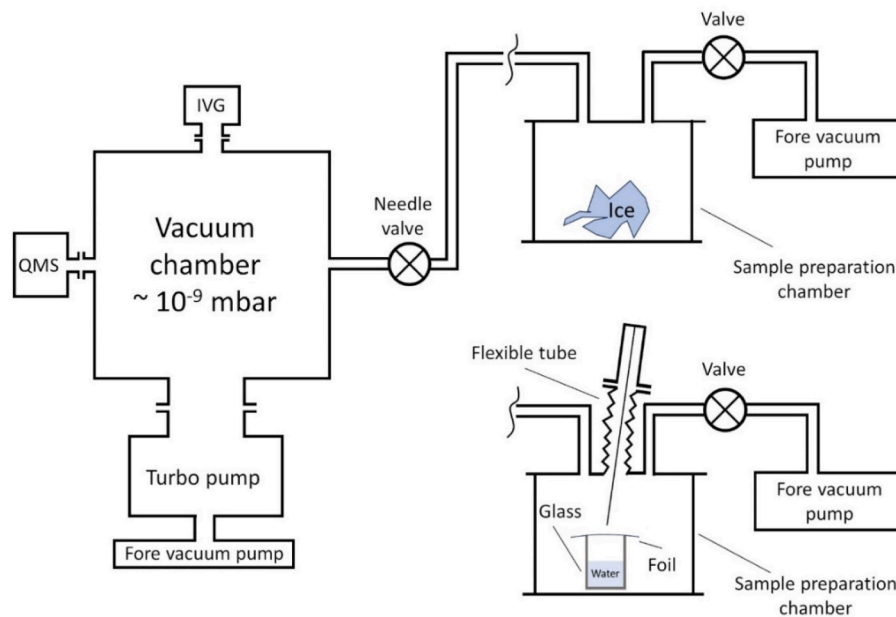 IVG
QMS
Vacuum
chamber
~ 10⁻⁹ mbar
Needle
valve
Turbo pump
Fore vacuum pump
Valve
Fore vacuum
pump
Ice
Sample preparation
chamber
Flexible tube
Valve
Fore vacuum
pump
Glass
Water
Foil
Sample preparation
chamber